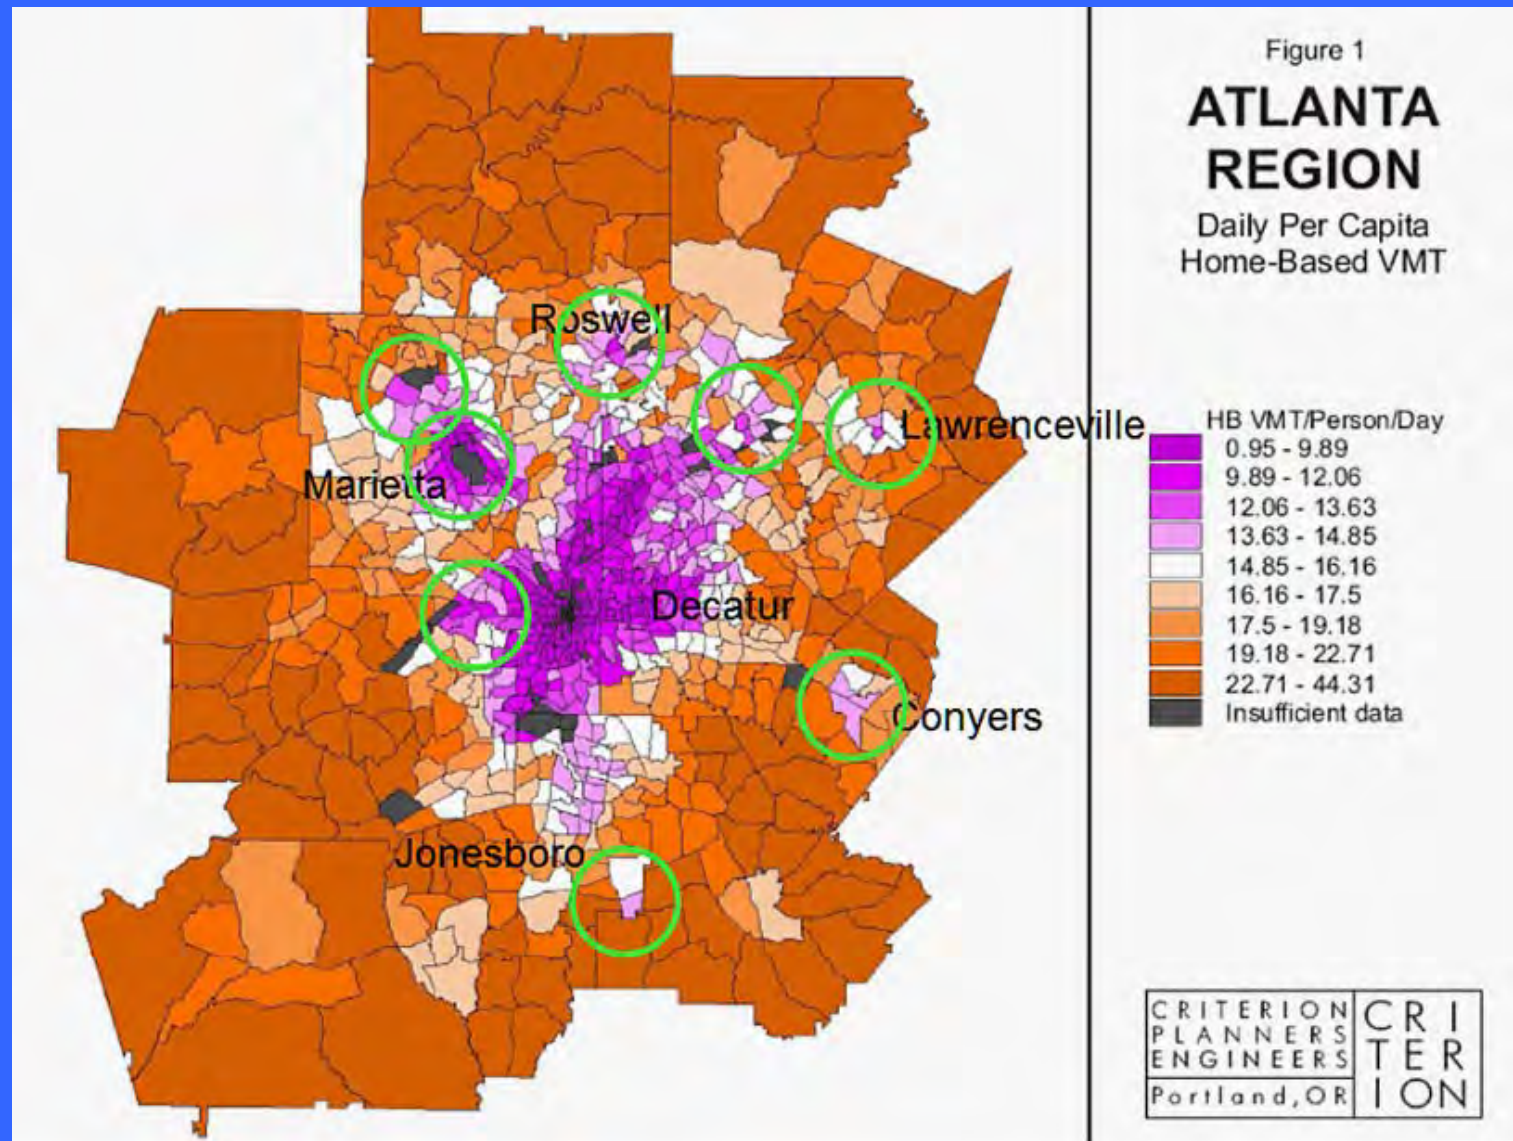 Figure 1
ATLANTA
REGION
Daily Per Capita
Home-Based VMT
Roswell
Lawrenceville
Marietta
Decatur
Conyers
Jonesboro
HB VMT/Person/Day
0.95 - 9.89
9.89 - 12.06
12.06 - 13.63
13.63 - 14.85
14.85 - 16.16
16.16 - 17.5
17.5 - 19.18
19.18 - 22.71
22.71 - 44.31
Insufficient data
CRITERION
PLANNERS
ENGINEERS
Portland, OR
CRI
TER
ION